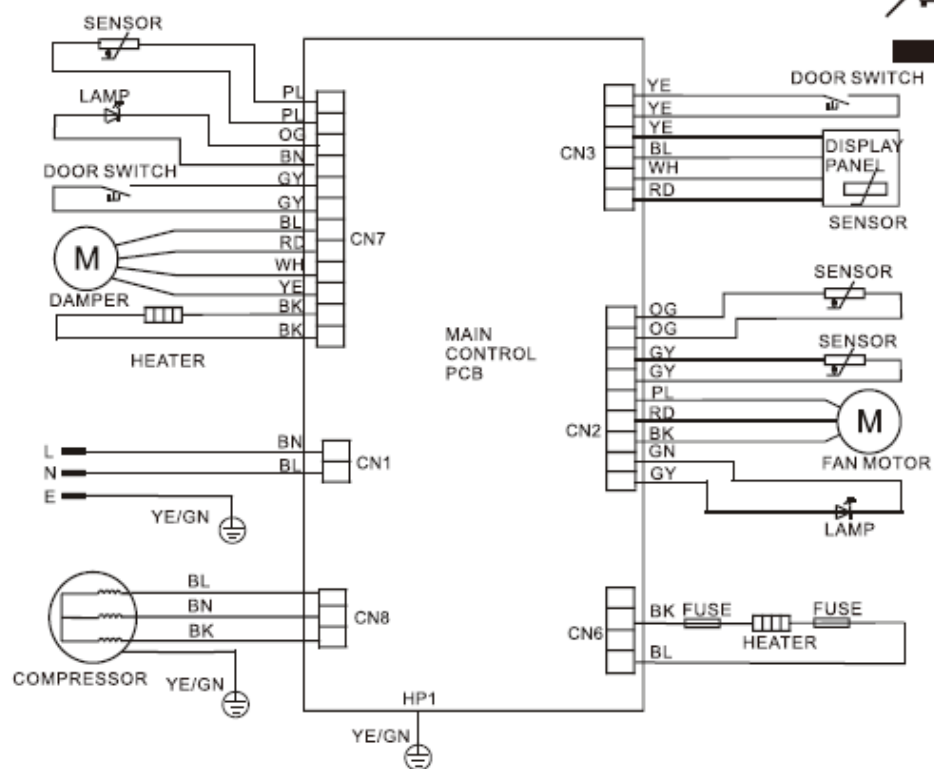 SENSOR
PL
LAMP
PL
OG
BN
DOOR SWITCH
GY
GY
BL
RD
CN7
M
WH
YE
DAMPER
BK
BK
HEATER
L
BN
N
BL
CN1
E
YE/GN
BL
BN
CN8
BK
COMPRESSOR
YE/GN
MAIN
CONTROL
PCB
HP1
YE/GN
YE
DOOR SWITCH
YE
YE
CN3
BL
DISPLAY
PANEL
WH
RD
SENSOR
SENSOR
OG
OG
SENSOR
GY
GY
PL
RD
M
CN2
BK
GN
FAN MOTOR
GY
LAMP
BK
FUSE
FUSE
CN6
HEATER
BL